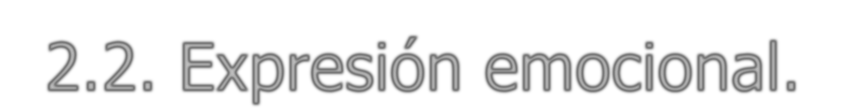 2.2. Expresión emocional.